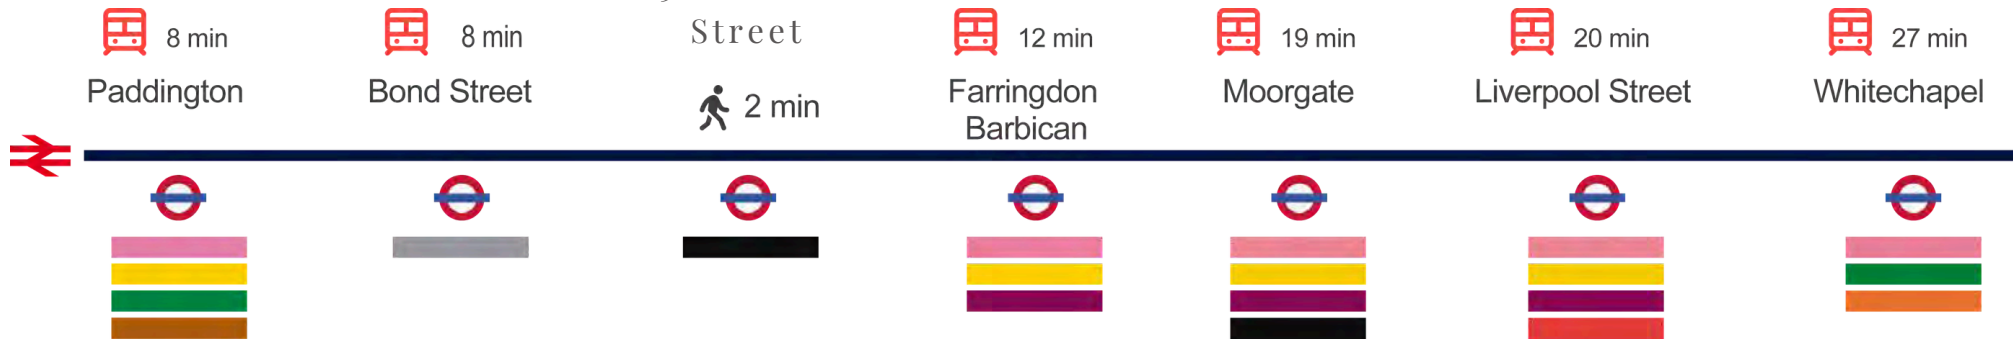 8 min
Paddington
8 min
Bond Street
Street
2 min
12 min
Farringdon
Barbican
19 min
Moorgate
20 min
Liverpool Street
27 min
Whitechapel